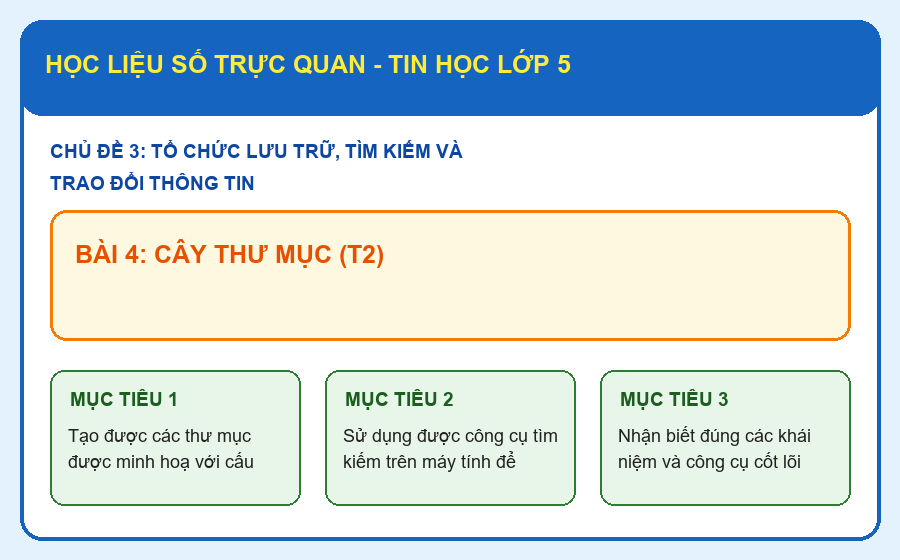 HỌC LIỆU SỐ TRỰC QUAN - TIN HỌC LỚP 5
CHỦ ĐỀ 3: TỔ CHỨC LƯU TRỮ, TÌM KIẾM VÀ
TRAO ĐỔI THÔNG TIN
BÀI 4: CÂY THƯ MỤC (T2)
MỤC TIÊU 1
Tạo được các thư mục
được minh hoạ với cấu
MỤC TIÊU 2
Sử dụng được công cụ tìm
kiếm trên máy tính để
MỤC TIÊU 3
Nhận biết đúng các khái
niệm và công cụ cốt lõi